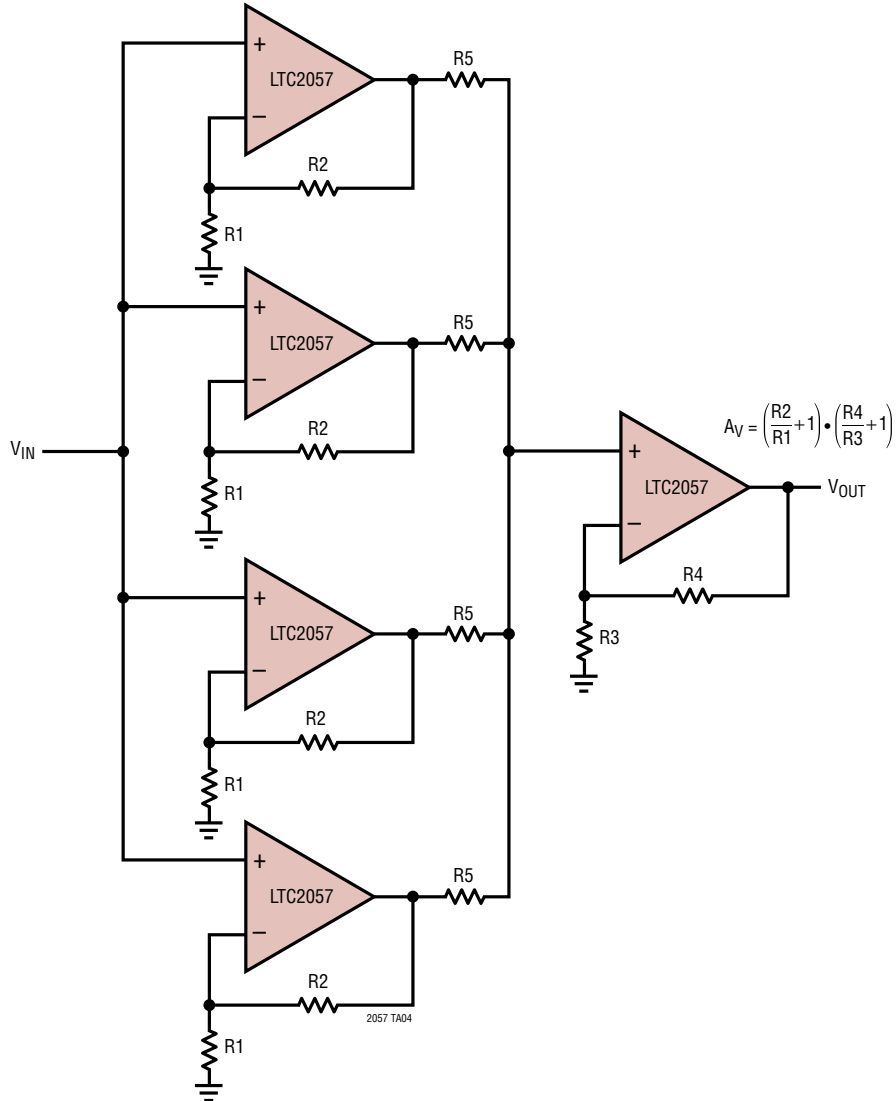 +
LTC2057
−
R5
R2
R1
+
LTC2057
−
R5
R2
R1
V_IN
+
LTC2057
−
R4
R3
A_V = (R2/R1 + 1) • (R4/R3 + 1)
V_OUT
+
LTC2057
−
R5
R2
R1
+
LTC2057
−
R5
R2
R1
2057 TA04